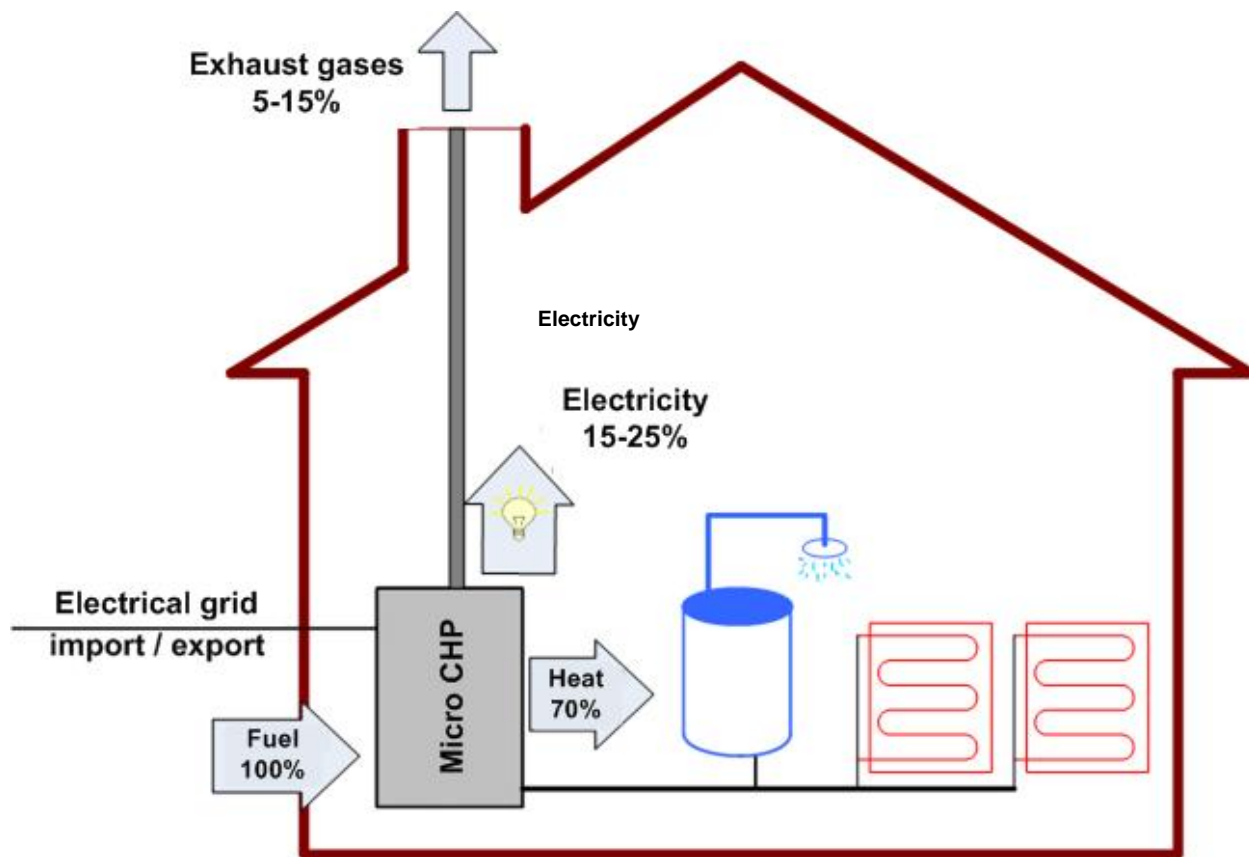 Exhaust gases
5-15%
Electricity
Electricity
15-25%
Electrical grid
import / export
Micro CHP
Heat
70%
Fuel
100%